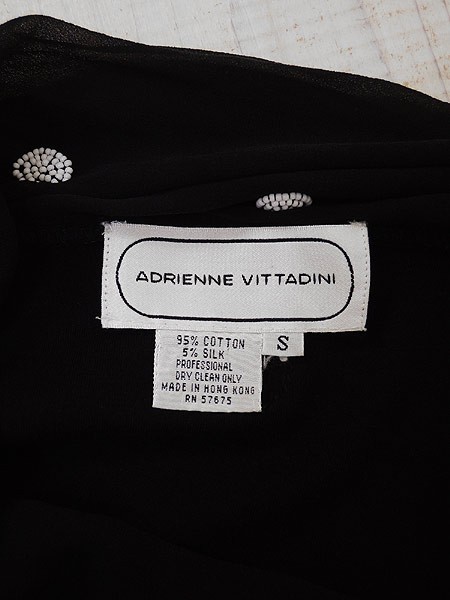 ADRIENNE VITTADINI
95% COTTON
5% SILK
PROFESSIONAL
DRY CLEAN ONLY
MADE IN HONG KONG
RN 57675
S